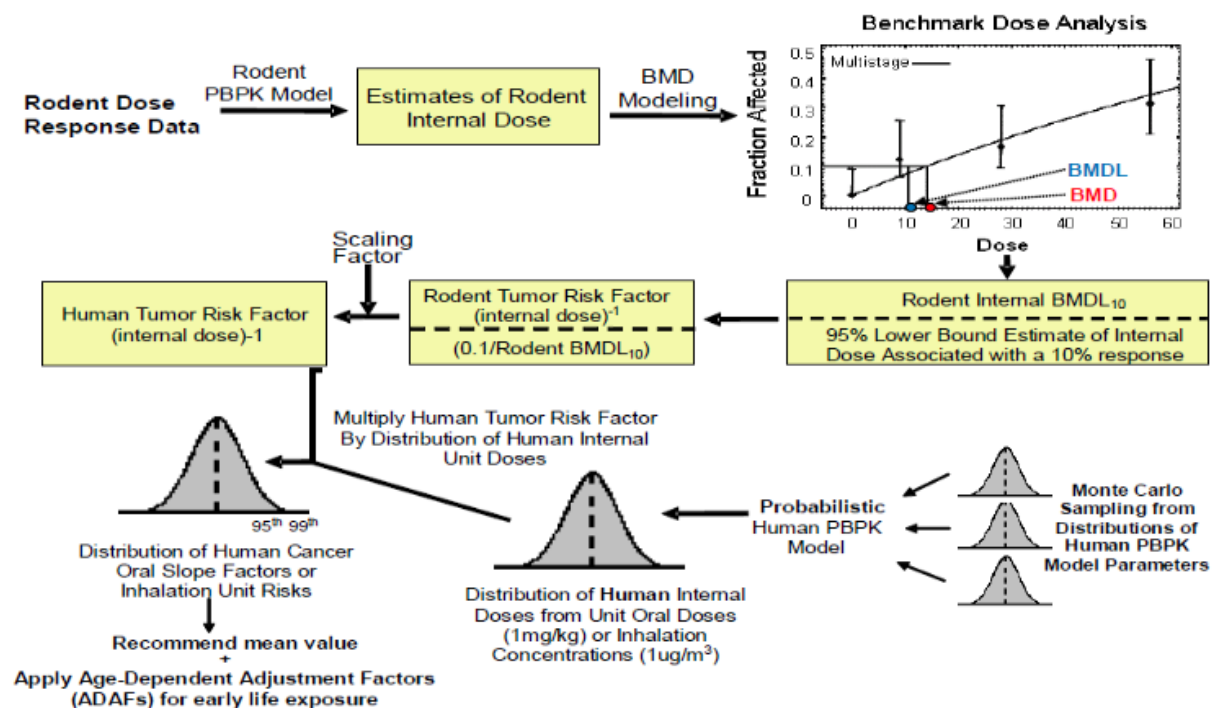 Benchmark Dose Analysis
Rodent Dose
Response Data
Rodent
PBPK Model
Estimates of Rodent
Internal Dose
BMD
Modeling
Fraction Affected
0.5
0.4
0.3
0.2
0.1
0
Multistage
BMDL
BMD
0 10 20 30 40 50 60
Dose
Scaling
Factor
Human Tumor Risk Factor
(internal dose)-1
Rodent Tumor Risk Factor
(internal dose)-1
(0.1/Rodent BMDL10)
Rodent Internal BMDL10
95% Lower Bound Estimate of Internal
Dose Associated with a 10% response
Multiply Human Tumor Risk Factor
By Distribution of Human Internal
Unit Doses
95th 99th
Distribution of Human Cancer
Oral Slope Factors or
Inhalation Unit Risks
Recommend mean value
+
Apply Age-Dependent Adjustment Factors
(ADAFs) for early life exposure
Distribution of Human Internal
Doses from Unit Oral Doses
(1mg/kg) or Inhalation
Concentrations (1ug/m3)
Probabilistic
Human PBPK
Model
Monte Carlo
Sampling from
Distributions of
Human PBPK
Model Parameters